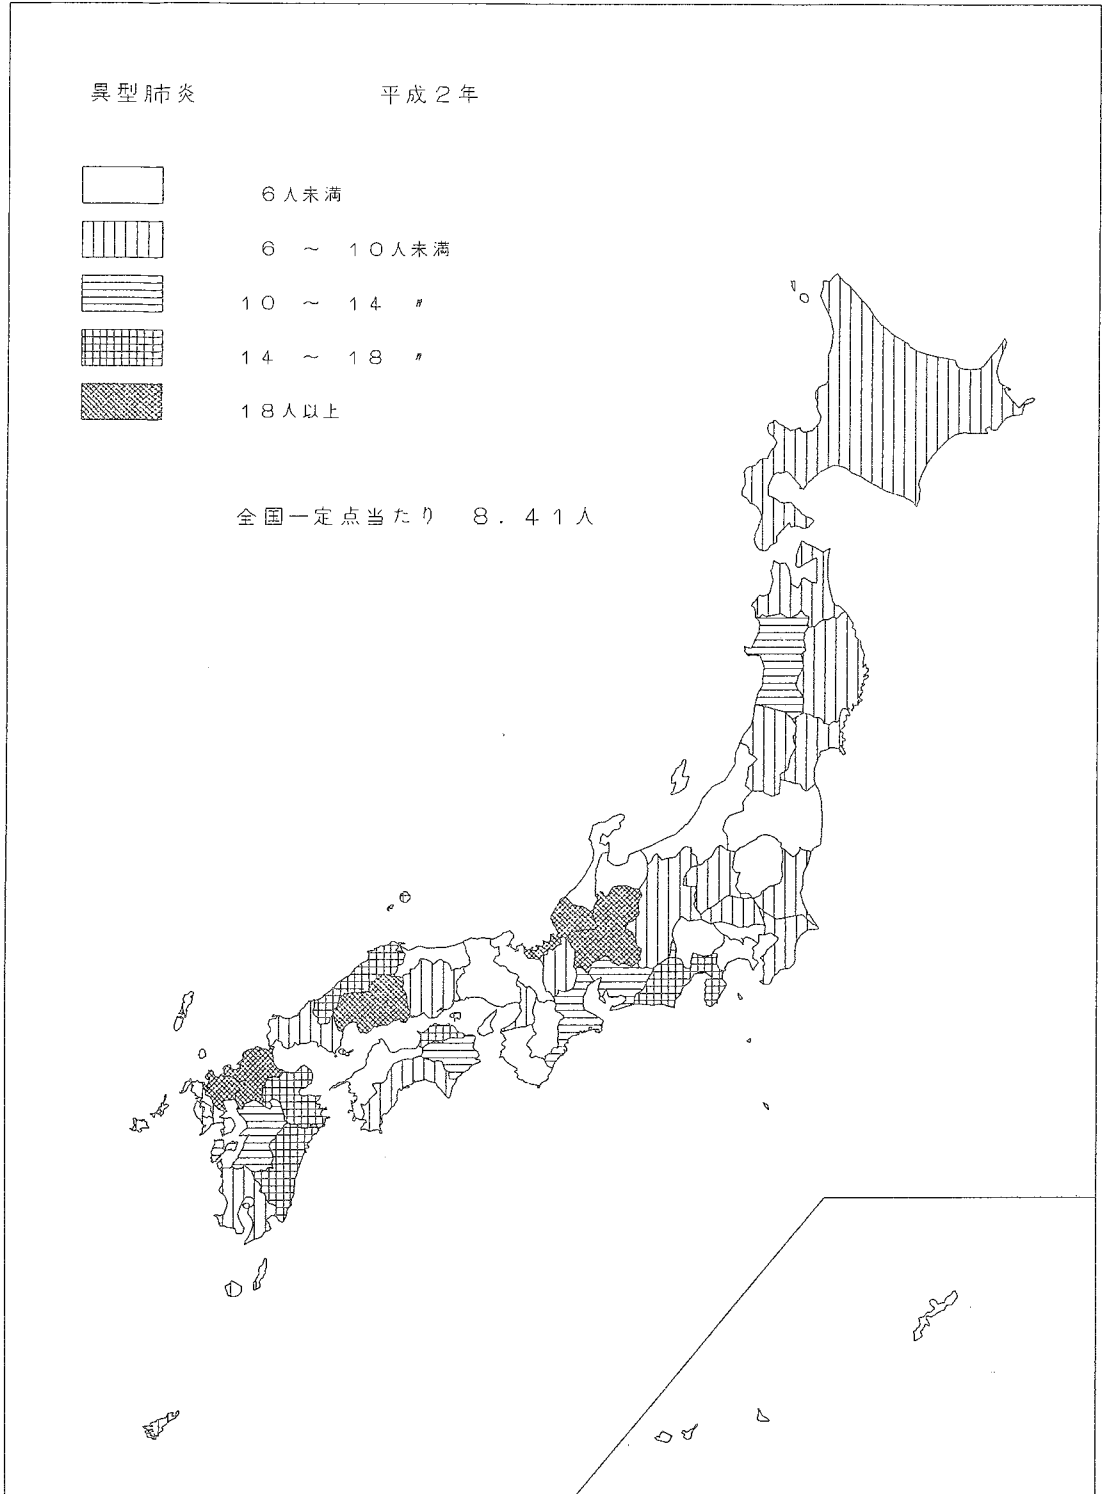 異型肺炎 平成2年
6人未満
6 ～ 10人未満
10 ～ 14 〃
14 ～ 18 〃
18人以上
全国一定点当たり 8.41人